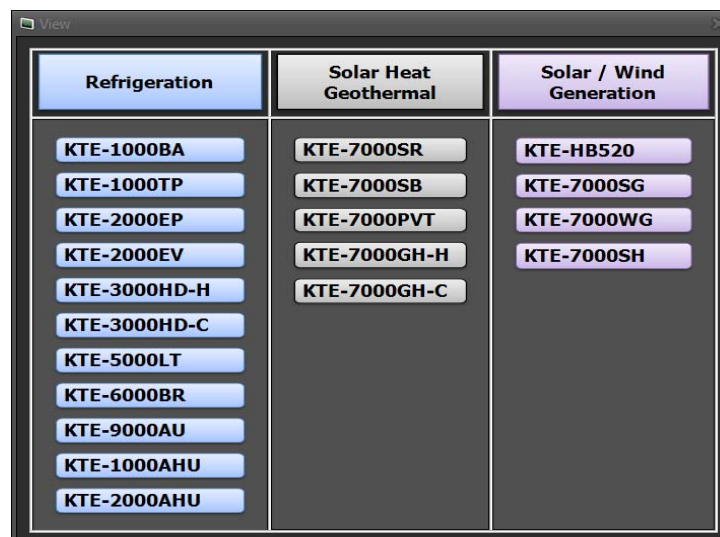 View
Refrigeration
Solar Heat
Geothermal
Solar / Wind
Generation
KTE-1000BA
KTE-1000TP
KTE-2000EP
KTE-2000EV
KTE-3000HD-H
KTE-3000HD-C
KTE-5000LT
KTE-6000BR
KTE-9000AU
KTE-1000AHU
KTE-2000AHU
KTE-7000SR
KTE-7000SB
KTE-7000PVT
KTE-7000GH-H
KTE-7000GH-C
KTE-HB520
KTE-7000SG
KTE-7000WG
KTE-7000SH